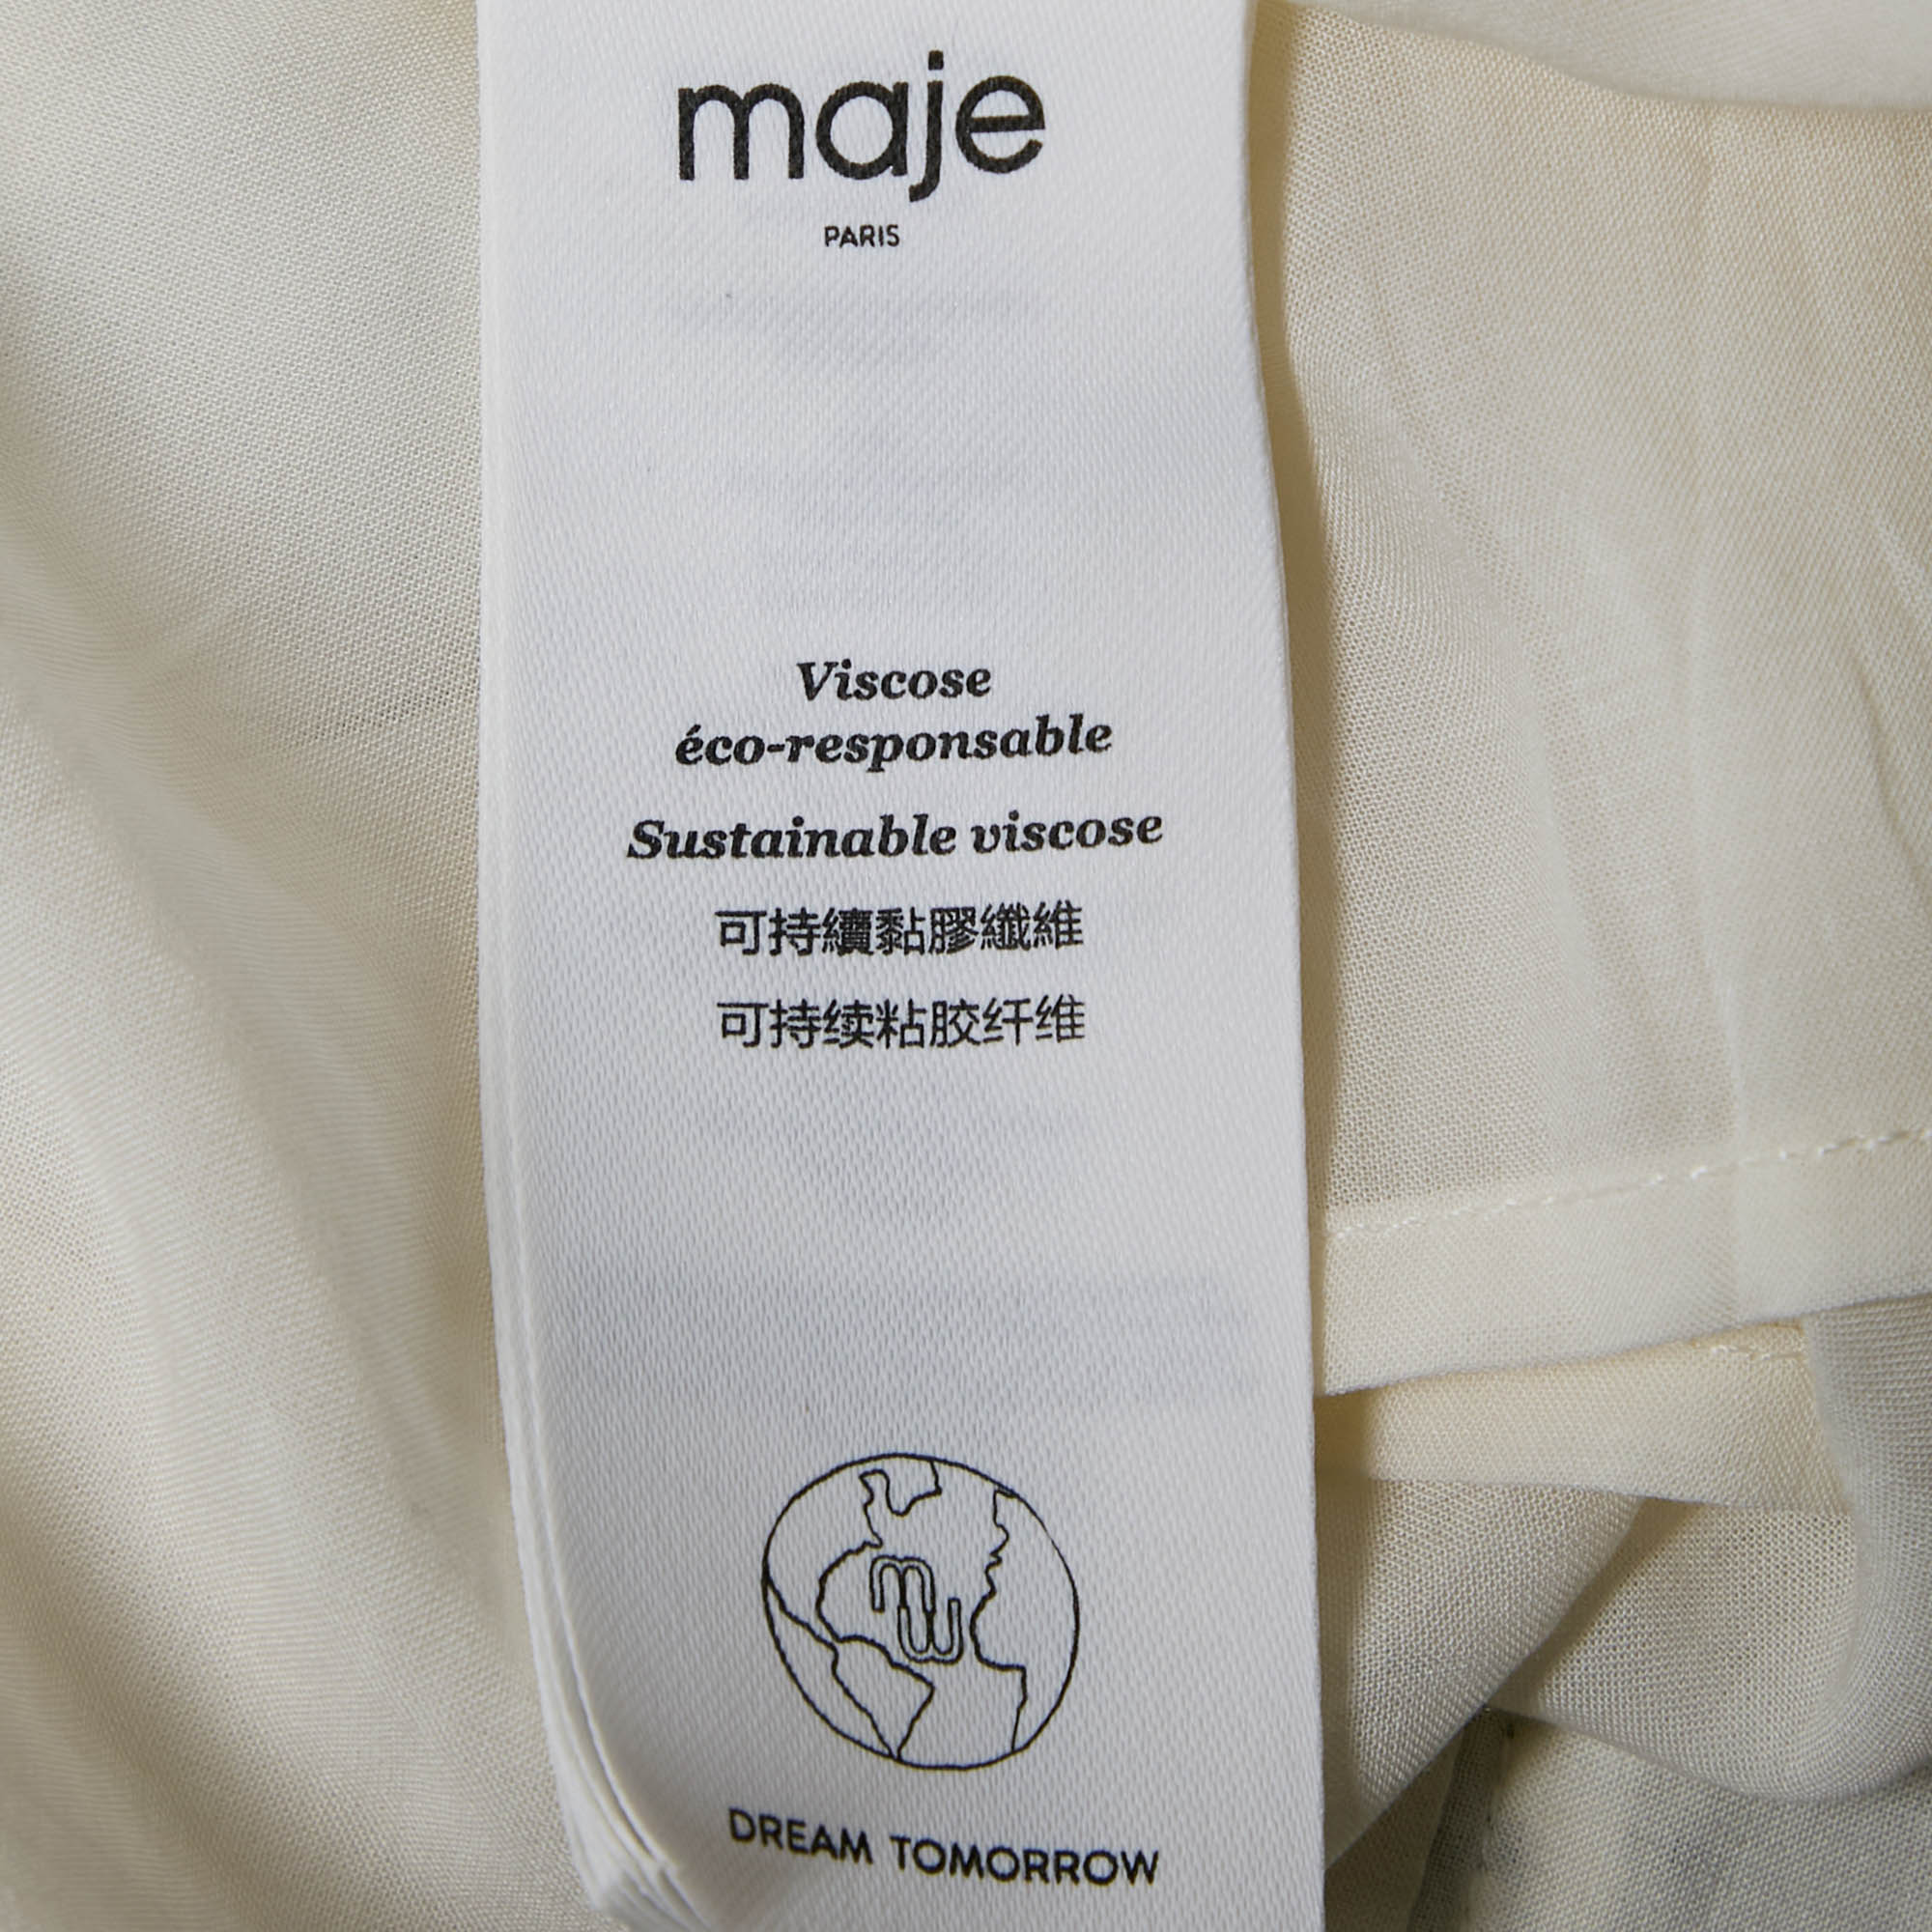 maje
PARIS
Viscose
éco-responsable
Sustainable viscose
可持續黏膠纖維
可持续粘胶纤维
DREAM TOMORROW